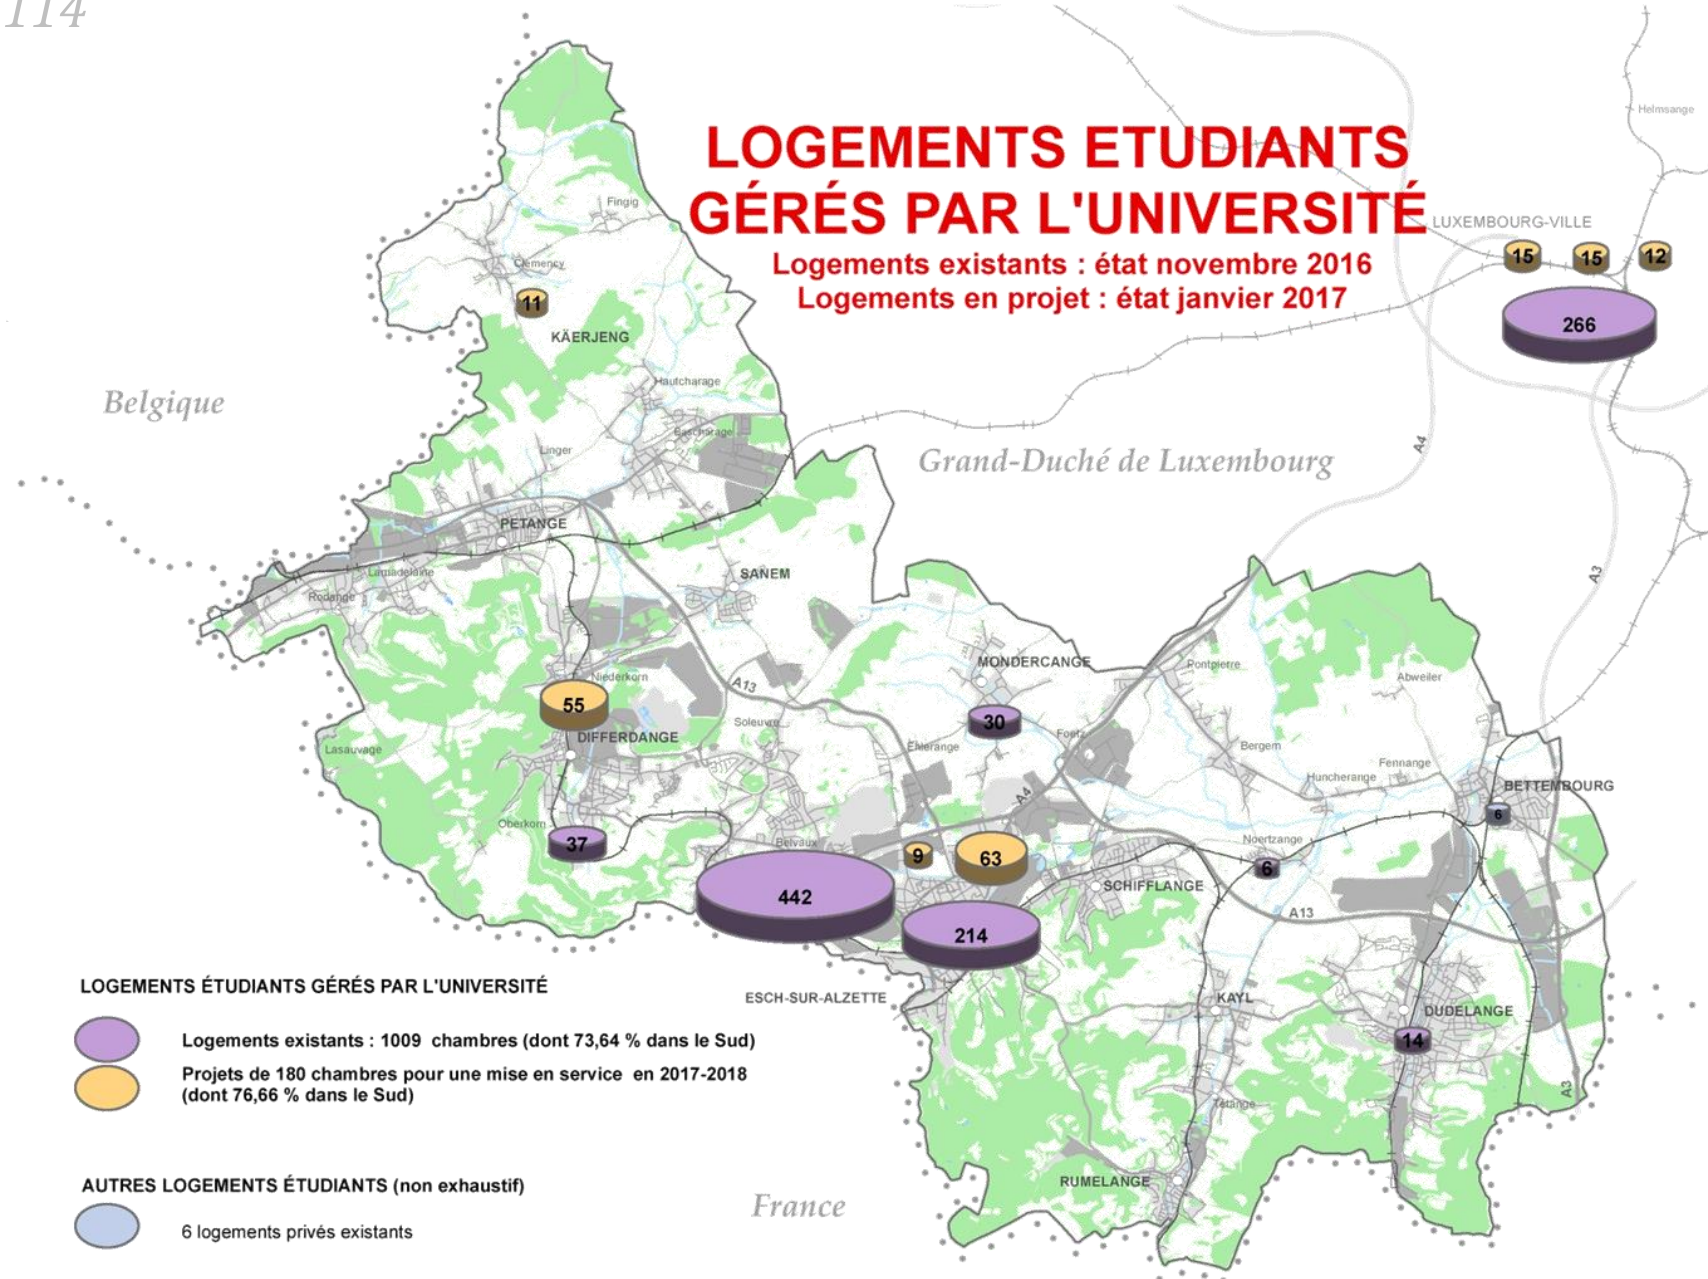 114
LOGEMENTS ETUDIANTS
GÉRÉS PAR L'UNIVERSITÉ
Logements existants : état novembre 2016
Logements en projet : état janvier 2017
Helmsange
LUXEMBOURG-VILLE
15
15
12
266
Fingig
Clémency
11
KÄERJENG
Hautcharage
Bascharage
Linger
Belgique
Grand-Duché de Luxembourg
A4
A3
PETANGE
Lamadelaine
Rodange
SANEM
MONDERCANGE
Pontpierre
Abweiler
Niederkorn
A13
55
DIFFERDANGE
Soleuvre
30
Ehlerange
Foetz
Bergem
Fennange
Huncherange
BETTEMBOURG
6
Lasauvage
A4
Oberkorn
37
Belvaux
9
63
Noertzange
6
SCHIFFLANGE
442
214
A13
ESCH-SUR-ALZETTE
KAYL
DUDELANGE
14
Tétange
A3
RUMELANGE
France
LOGEMENTS ÉTUDIANTS GÉRÉS PAR L'UNIVERSITÉ
Logements existants : 1009 chambres (dont 73,64 % dans le Sud)
Projets de 180 chambres pour une mise en service en 2017-2018
(dont 76,66 % dans le Sud)
AUTRES LOGEMENTS ÉTUDIANTS (non exhaustif)
6 logements privés existants